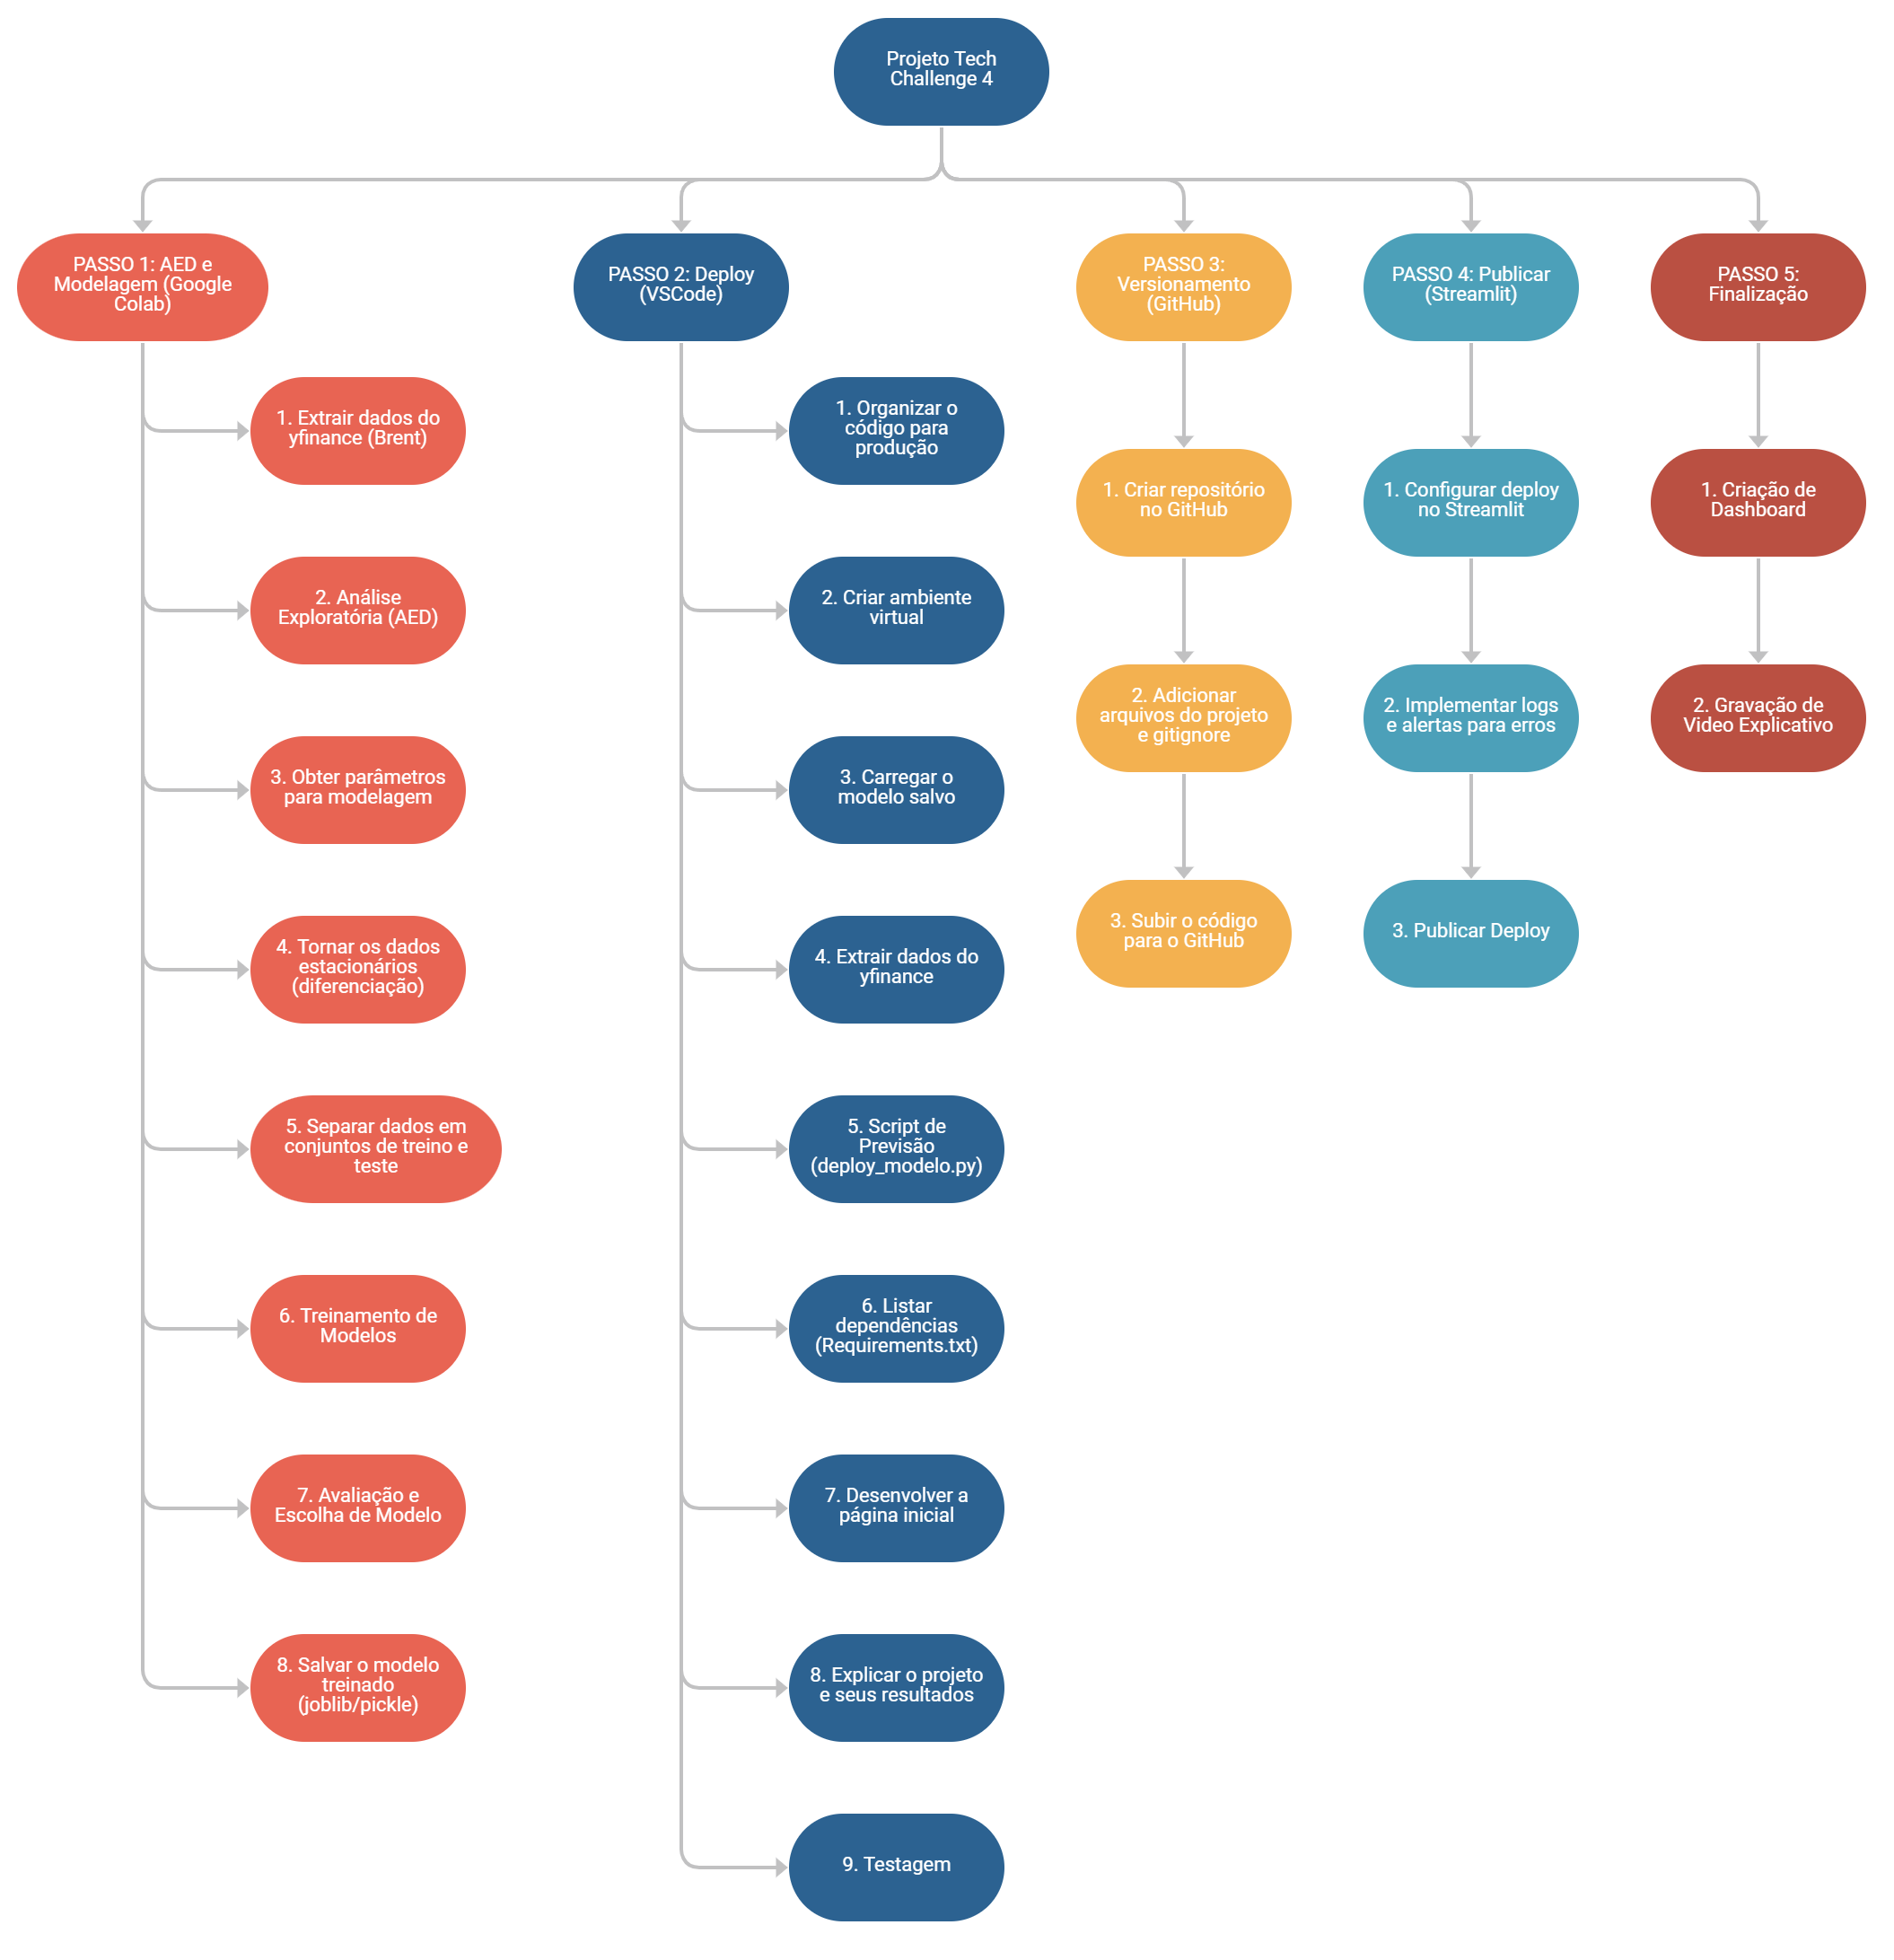 Projeto Tech
Challenge 4
PASSO 1: AED e
Modelagem (Google
Colab)
1. Extrair dados do
yfinance (Brent)
2. Análise
Exploratória (AED)
3. Obter parâmetros
para modelagem
4. Tornar os dados
estacionários
(diferenciação)
5. Separar dados em
conjuntos de treino e
teste
6. Treinamento de
Modelos
7. Avaliação e
Escolha de Modelo
8. Salvar o modelo
treinado
(joblib/pickle)
PASSO 2: Deploy
(VSCode)
1. Organizar o
código para
produção
2. Criar ambiente
virtual
3. Carregar o
modelo salvo
4. Extrair dados do
yfinance
5. Script de
Previsão
(deploy_modelo.py)
6. Listar
dependências
(Requirements.txt)
7. Desenvolver a
página inicial
8. Explicar o projeto
e seus resultados
9. Testagem
PASSO 3:
Versionamento
(GitHub)
1. Criar repositório
no GitHub
2. Adicionar
arquivos do projeto
e gitignore
3. Subir o código
para o GitHub
PASSO 4: Publicar
(Streamlit)
1. Configurar deploy
no Streamlit
2. Implementar logs
e alertas para erros
3. Publicar Deploy
PASSO 5:
Finalização
1. Criação de
Dashboard
2. Gravação de
Video Explicativo